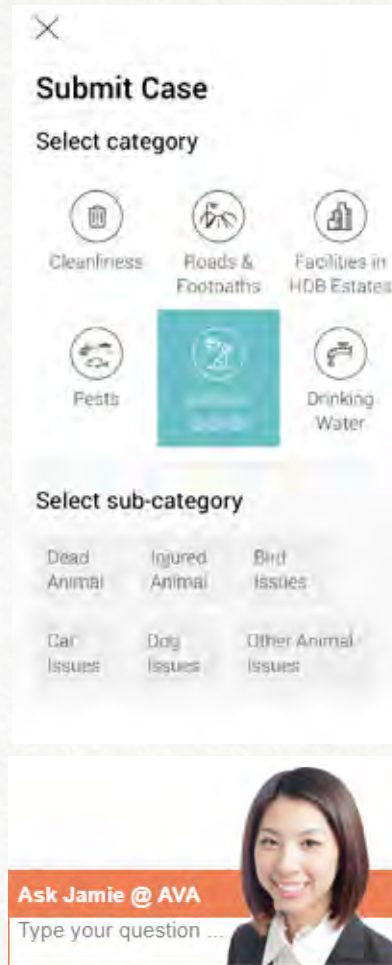 Submit Case
Select category
Cleanliness
Roads &
Footpaths
Facilities in
HDB Estates
Pests
Drinking
Water
Select sub-category
Dead
Animal
Injured
Animal
Bird
Issues
Issues
Dog
Issues
Other Animal
Issues
Ask Jamie @ AVA
Type your question ...